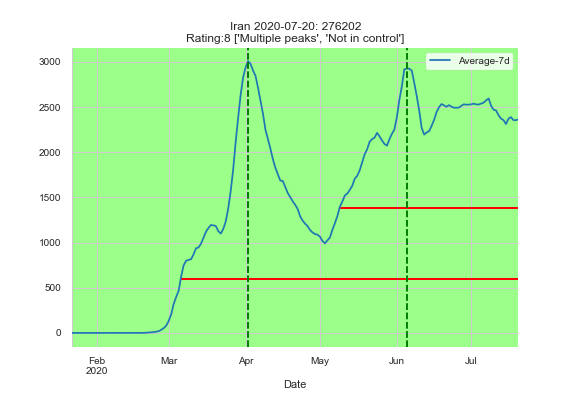 Iran 2020-07-20: 276202
Rating:8 ['Multiple peaks', 'Not in control']
Average-7d
3000
2500
2000
1500
1000
500
0
Feb Mar Apr May Jun Jul
2020
Date